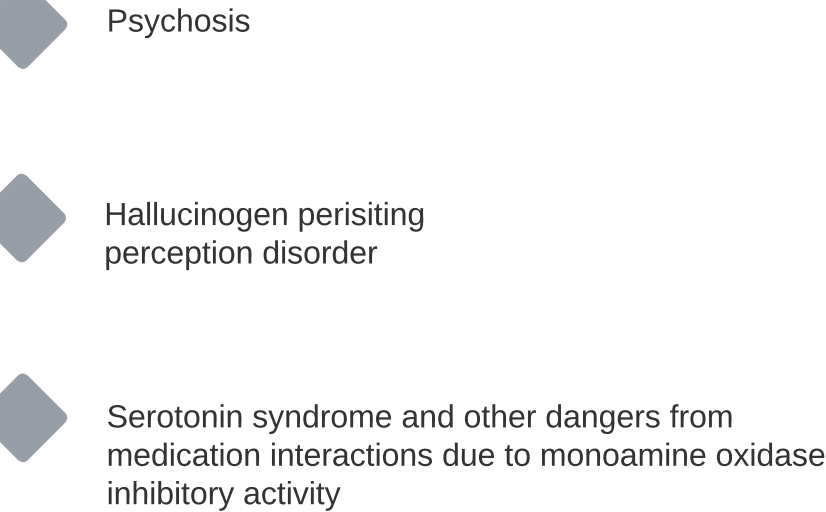 Psychosis
Hallucinogen perisiting
perception disorder
Serotonin syndrome and other dangers from
medication interactions due to monoamine oxidase
inhibitory activity